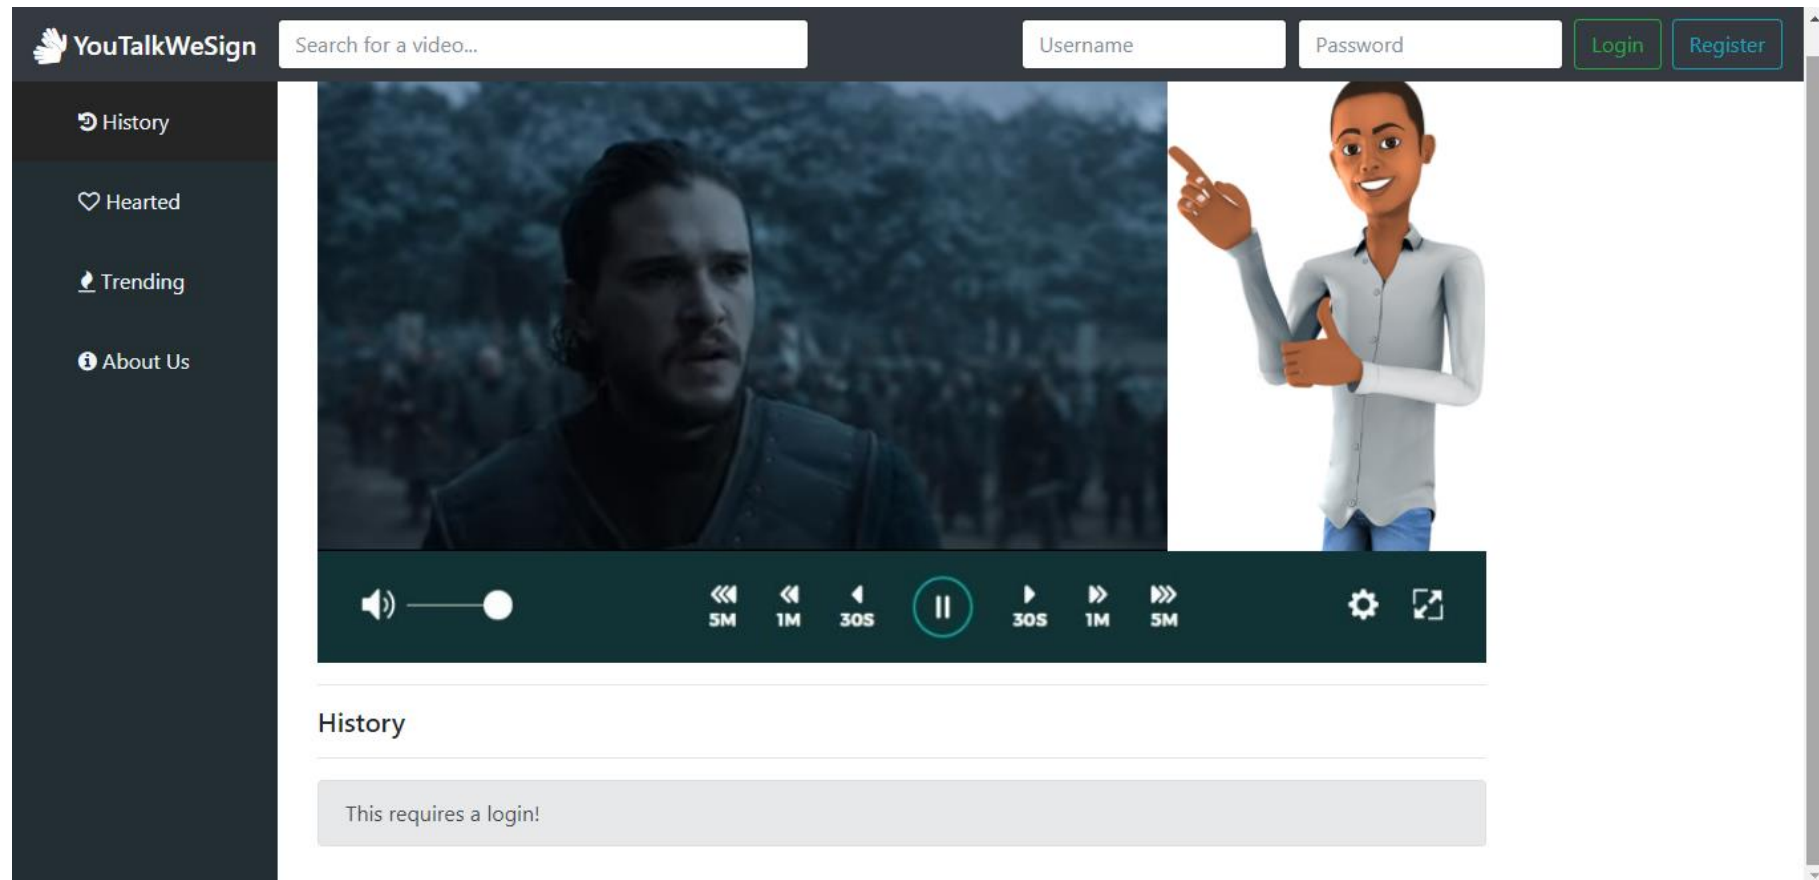 YouTalkWeSign Search for a video... Username Password Login Register
History
Hearted
Trending
About Us
5M 1M 30S 30S 1M 5M
History
This requires a login!